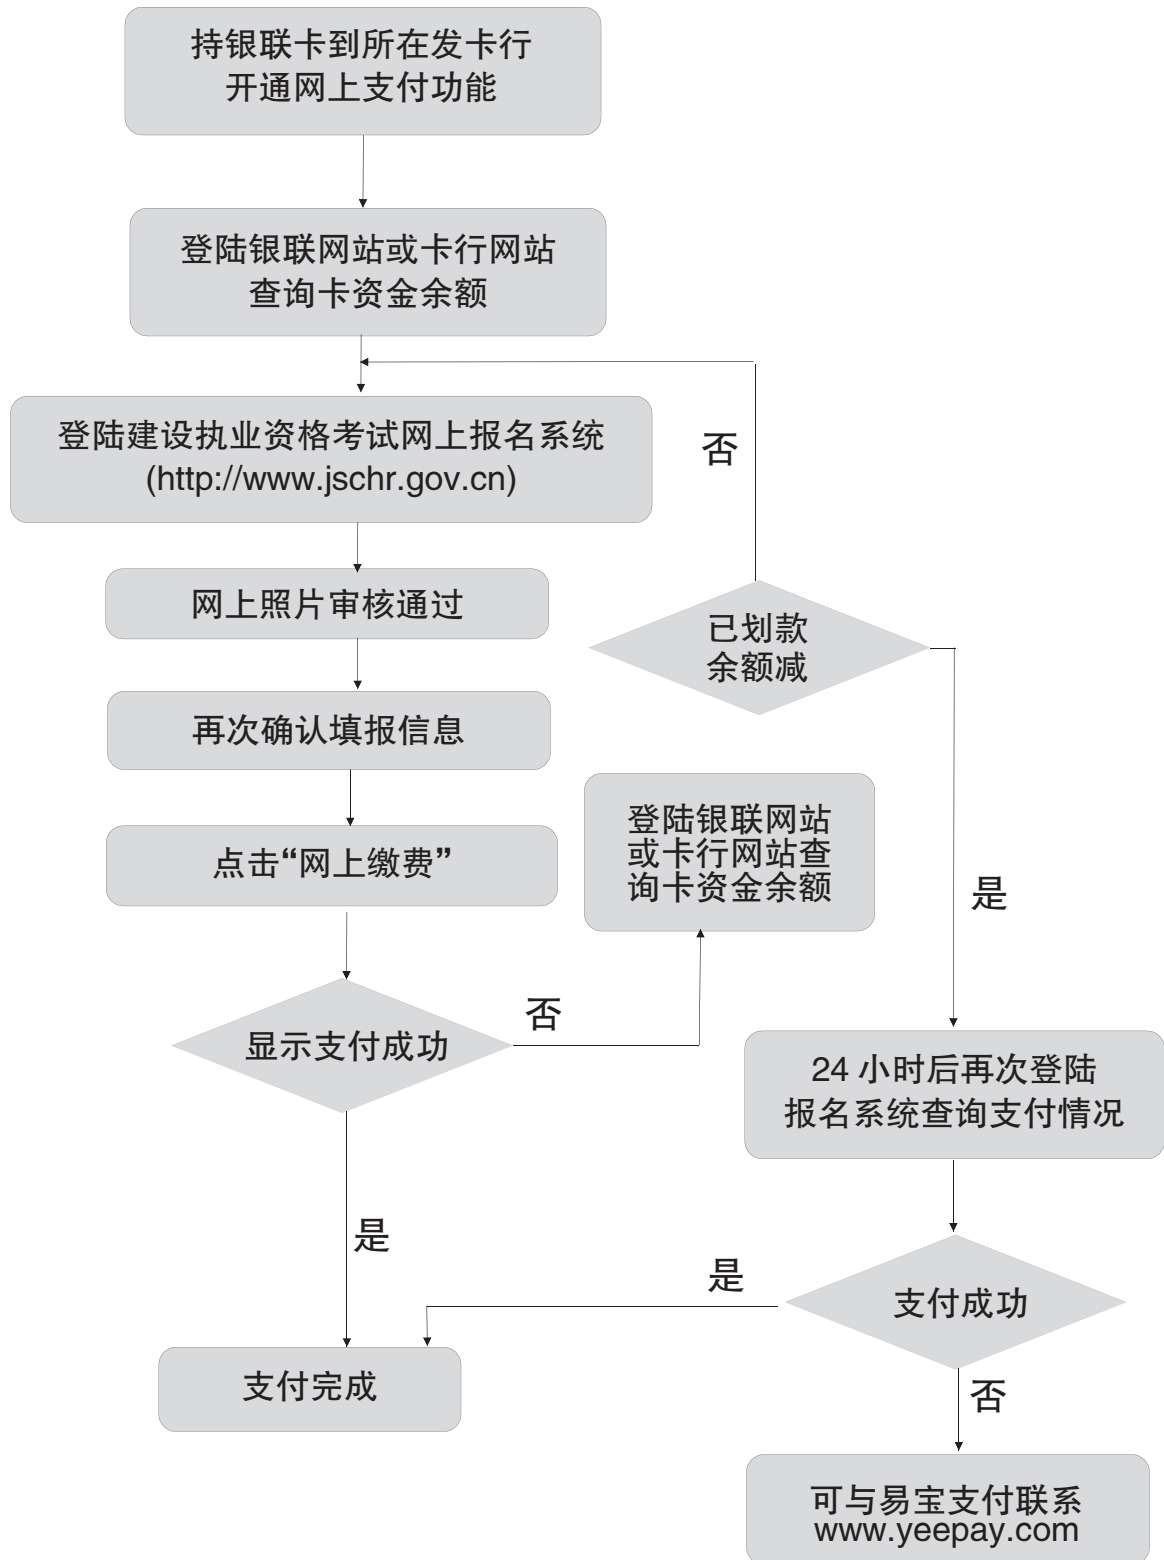 持银联卡到所在发卡行
开通网上支付功能
登陆银联网站或卡行网站
查询卡资金余额
登陆建设执业资格考试网上报名系统
(http://www.jschr.gov.cn)
否
网上照片审核通过
已划款
余额减
再次确认填报信息
登陆银联网站
或卡行网站查
询卡资金余额
点击“网上缴费”
是
显示支付成功
否
24 小时后再次登陆
报名系统查询支付情况
是
是
支付成功
支付完成
否
可与易宝支付联系
www.yeepay.com